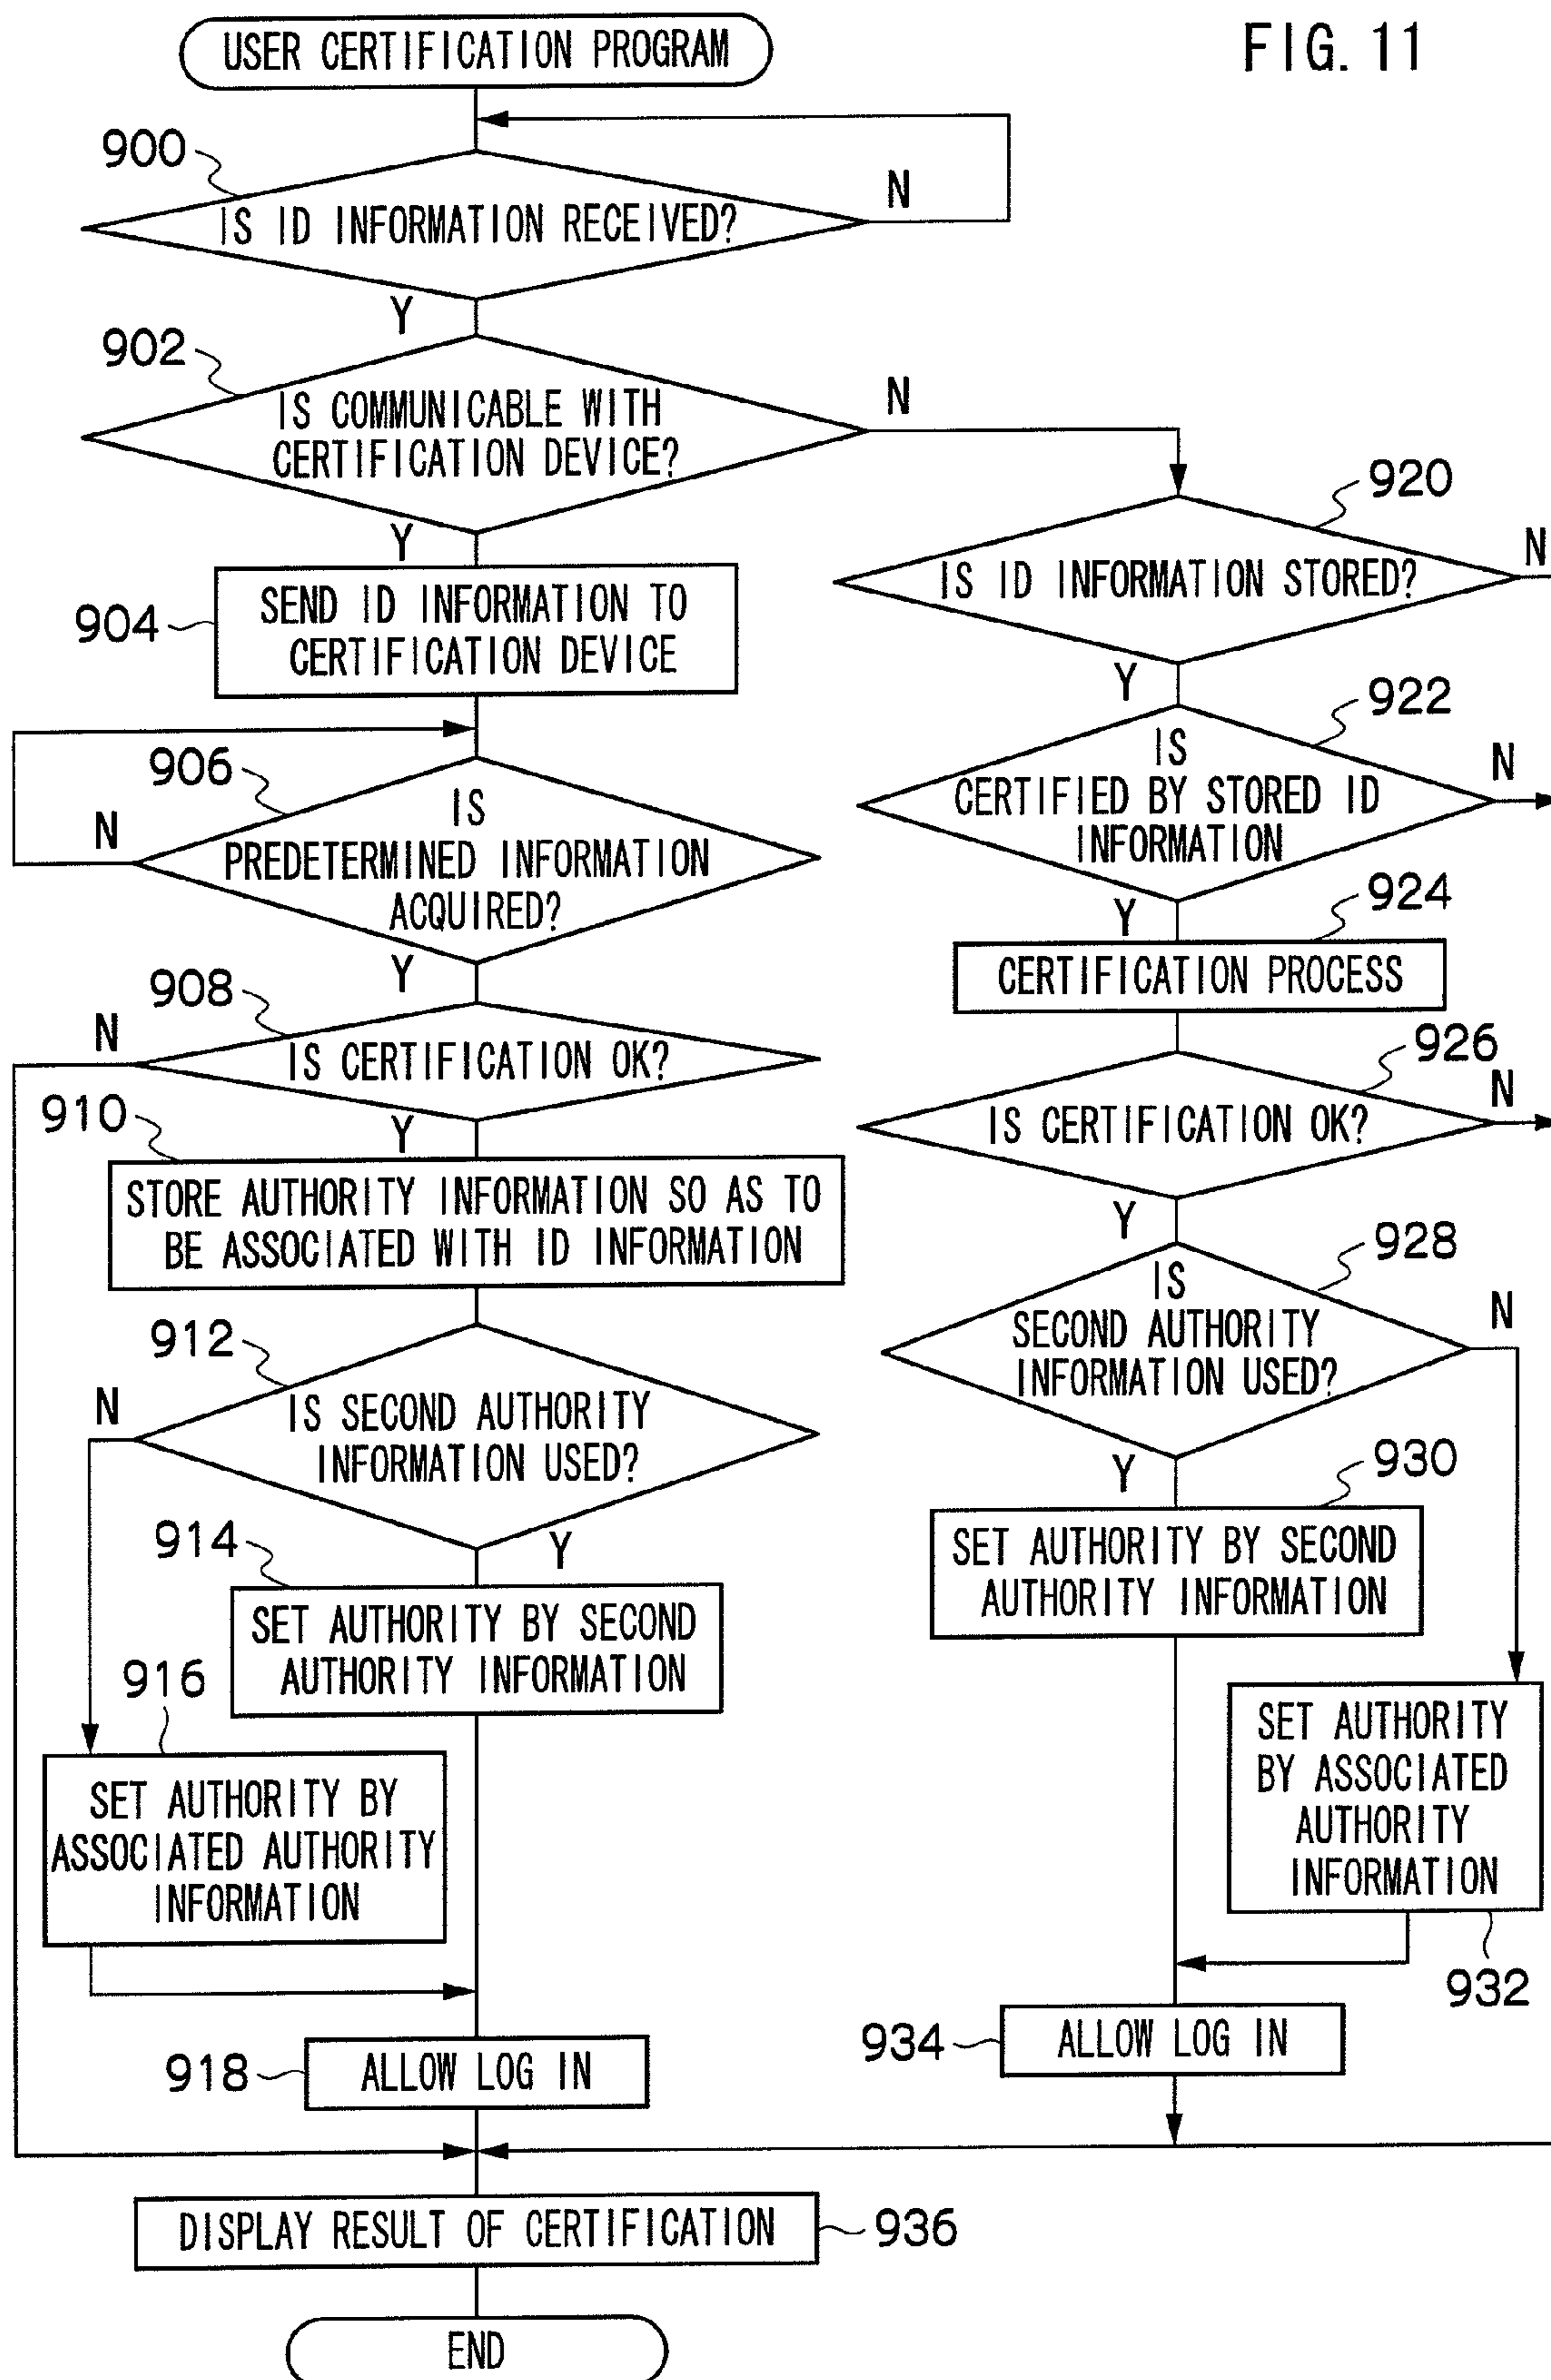 FIG. 11
USER CERTIFICATION PROGRAM
900
IS ID INFORMATION RECEIVED?
N
Y
902
IS COMMUNICABLE WITH
CERTIFICATION DEVICE?
N
Y
904
SEND ID INFORMATION TO
CERTIFICATION DEVICE
906
IS
PREDETERMINED INFORMATION
ACQUIRED?
N
Y
908
IS CERTIFICATION OK?
N
Y
910
STORE AUTHORITY INFORMATION SO AS TO
BE ASSOCIATED WITH ID INFORMATION
912
IS SECOND AUTHORITY
INFORMATION USED?
N
Y
914
SET AUTHORITY BY SECOND
AUTHORITY INFORMATION
916
SET AUTHORITY BY
ASSOCIATED AUTHORITY
INFORMATION
918
ALLOW LOG IN
920
IS ID INFORMATION STORED?
N
Y
922
IS
CERTIFIED BY STORED ID
INFORMATION
N
Y
924
CERTIFICATION PROCESS
926
IS CERTIFICATION OK?
N
Y
928
IS
SECOND AUTHORITY
INFORMATION USED?
N
Y
930
SET AUTHORITY BY SECOND
AUTHORITY INFORMATION
SET AUTHORITY
BY ASSOCIATED
AUTHORITY
INFORMATION
932
934
ALLOW LOG IN
DISPLAY RESULT OF CERTIFICATION
936
END